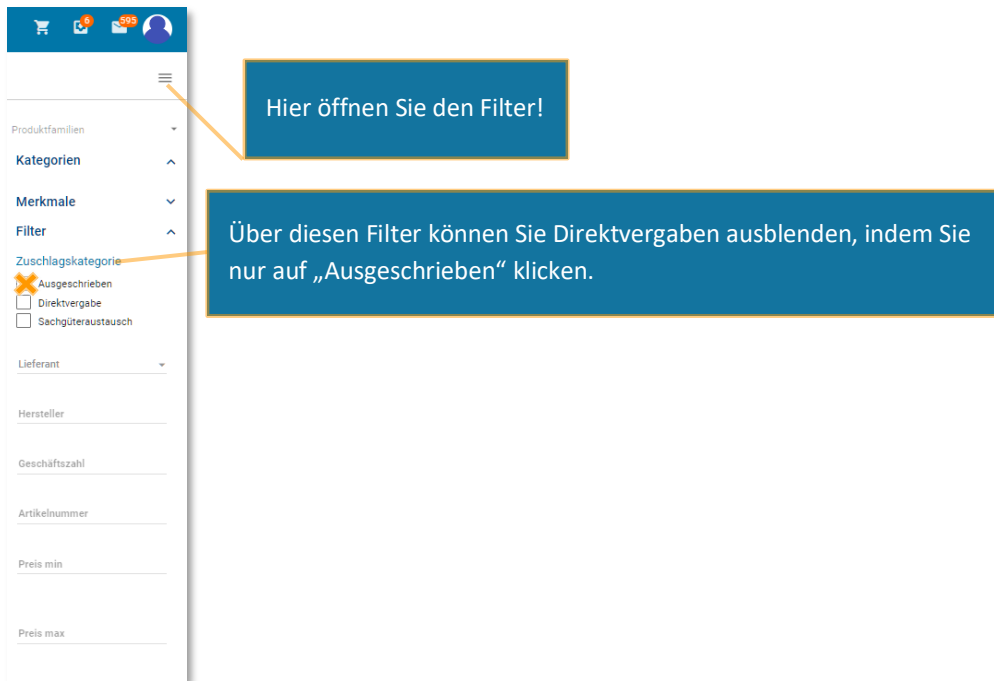 6
595
Hier öffnen Sie den Filter!
Produktfamilien
Kategorien
Merkmale
Filter
Über diesen Filter können Sie Direktvergaben ausblenden, indem Sie
nur auf „Ausgeschrieben“ klicken.
Zuschlagskategorie
Ausgeschrieben
Direktvergabe
Sachgüteraustausch
Lieferant
Hersteller
Geschäftszahl
Artikelnummer
Preis min
Preis max